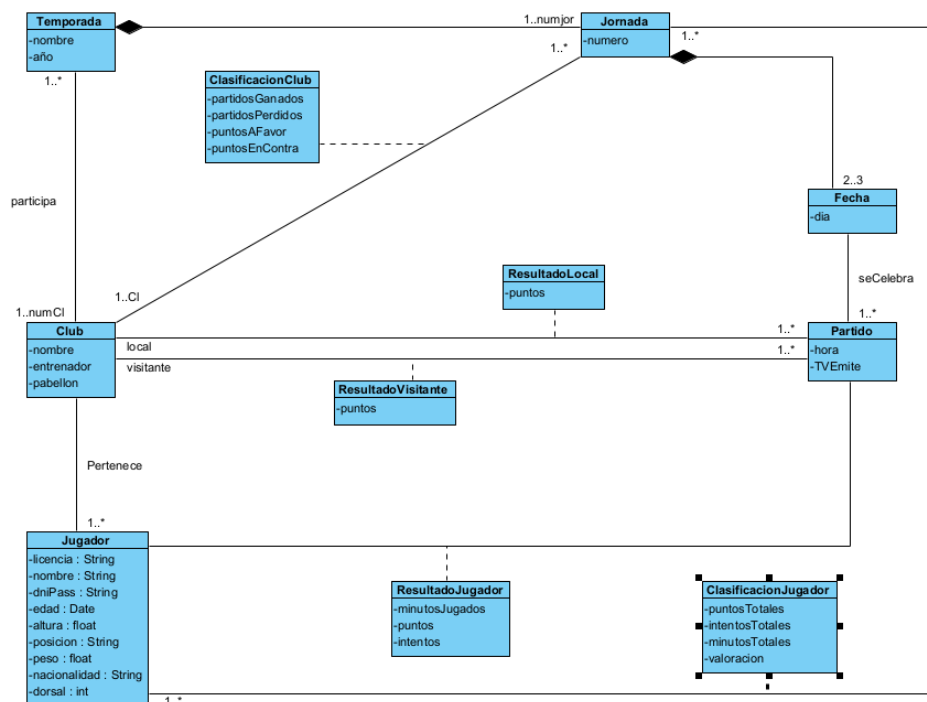 Temporada
-nombre
-año
1..*
1..numjor
Jornada
-numero
1..*
1..*
ClasificacionClub
-partidosGanados
-partidosPerdidos
-puntosAFavor
-puntosEnContra
2..3
Fecha
-dia
participa
seCelebra
ResultadoLocal
-puntos
1..Cl
1..numCl
1..*
Club
-nombre
-entrenador
-pabellon
local
visitante
1..*
Partido
-hora
-TVEmite
ResultadoVisitante
-puntos
Pertenece
1..*
Jugador
-licencia : String
-nombre : String
-dniPass : String
-edad : Date
-altura : float
-posicion : String
-peso : float
-nacionalidad : String
-dorsal : int
ResultadoJugador
-minutosJugados
-puntos
-intentos
ClasificacionJugador
-puntosTotales
-intentosTotales
-minutosTotales
-valoracion
1..*